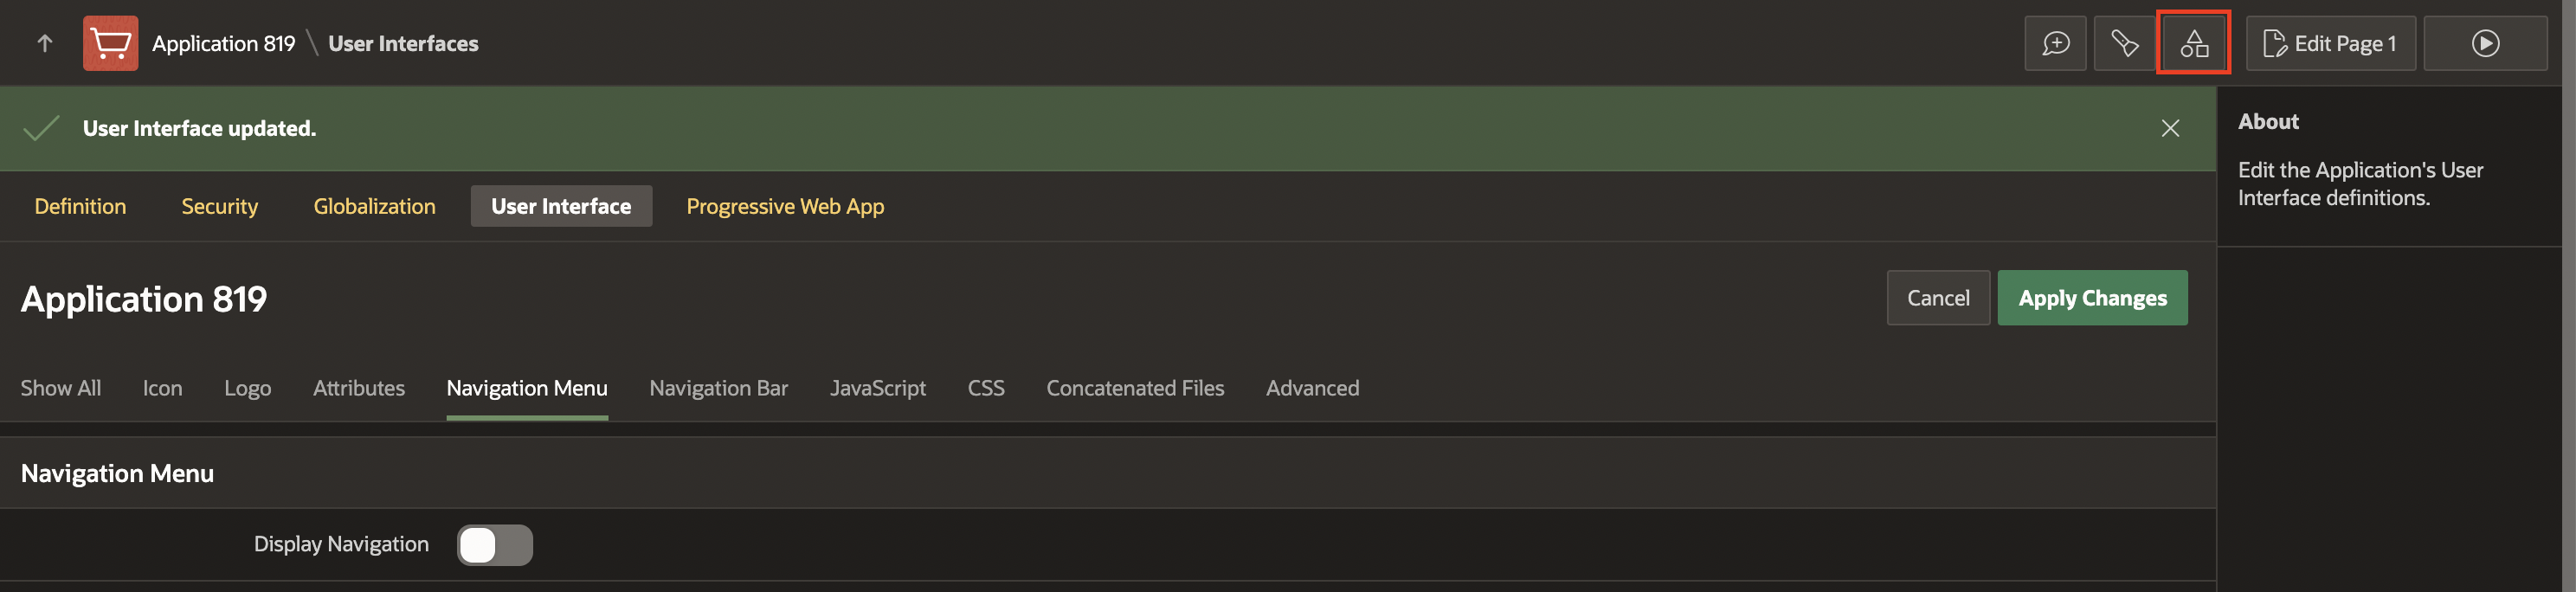 Application 819 \ User Interfaces
Edit Page 1
User Interface updated.
About
Edit the Application's User
Interface definitions.
Definition Security Globalization User Interface Progressive Web App
Application 819
Cancel Apply Changes
Show All Icon Logo Attributes Navigation Menu Navigation Bar JavaScript CSS Concatenated Files Advanced
Navigation Menu
Display Navigation